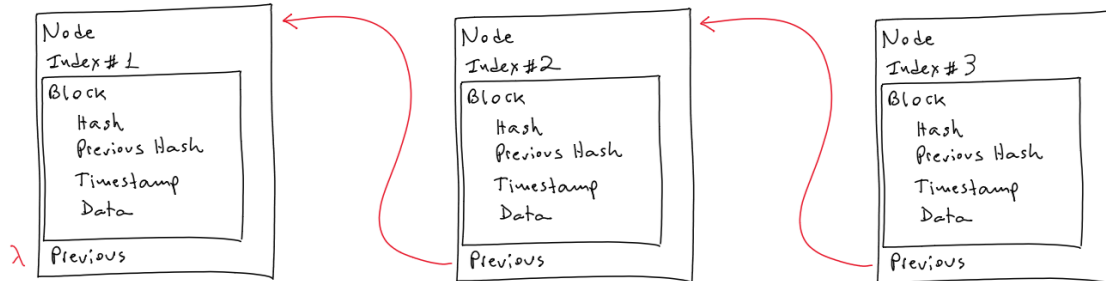 Node
Index #1
Block
Hash
Previous Hash
Timestamp
Data
λ Previous
Node
Index #2
Block
Hash
Previous Hash
Timestamp
Data
Previous
Node
Index #3
Block
Hash
Previous Hash
Timestamp
Data
Previous